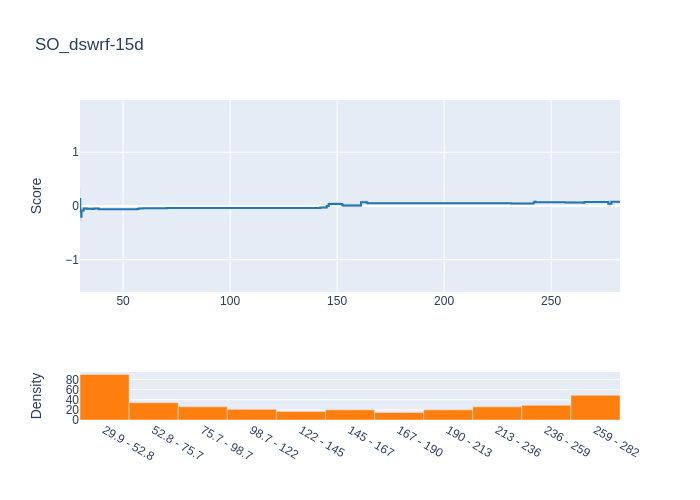 SO_dswrf-15d
Score
1
0
−1
50
100
150
200
250
Density
80
60
40
20
0
29.9 - 52.8
52.8 - 75.7
75.7 - 98.7
98.7 - 122
122 - 145
145 - 167
167 - 190
190 - 213
213 - 236
236 - 259
259 - 282